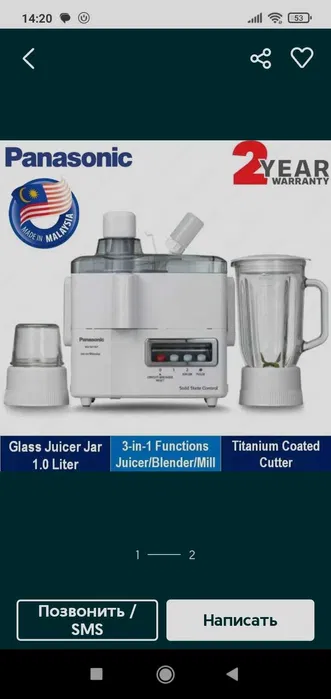 14:20
53
Panasonic
2 YEAR
WARRANTY
MADE IN MALAYSIA
Panasonic
Solid State Control
Glass Juicer Jar
1.0 Liter
3-in-1 Functions
Juicer/Blender/Mill
Titanium Coated
Cutter
1
2
Позвонить /
SMS
Написать